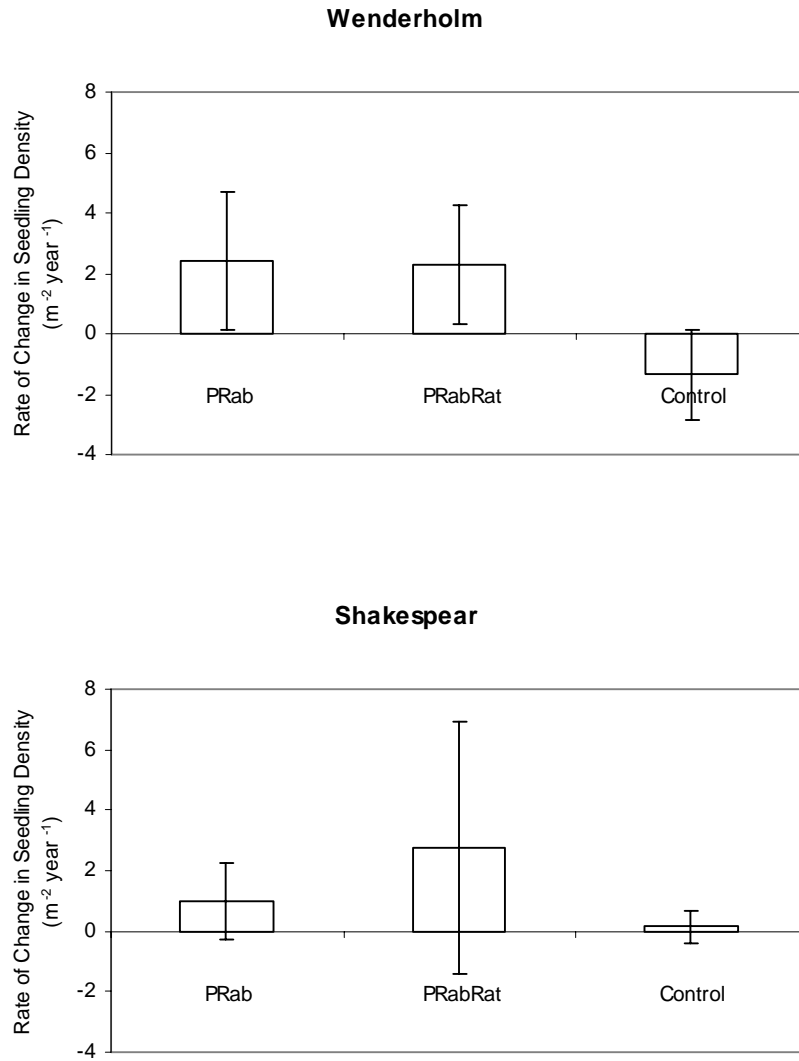 Wenderholm
Rate of Change in Seedling Density
(m⁻² year⁻¹)
8
6
4
2
0
-2
-4
PRab
PRabRat
Control
Shakespear
Rate of Change in Seedling Density
(m⁻² year⁻¹)
8
6
4
2
0
-2
-4
PRab
PRabRat
Control